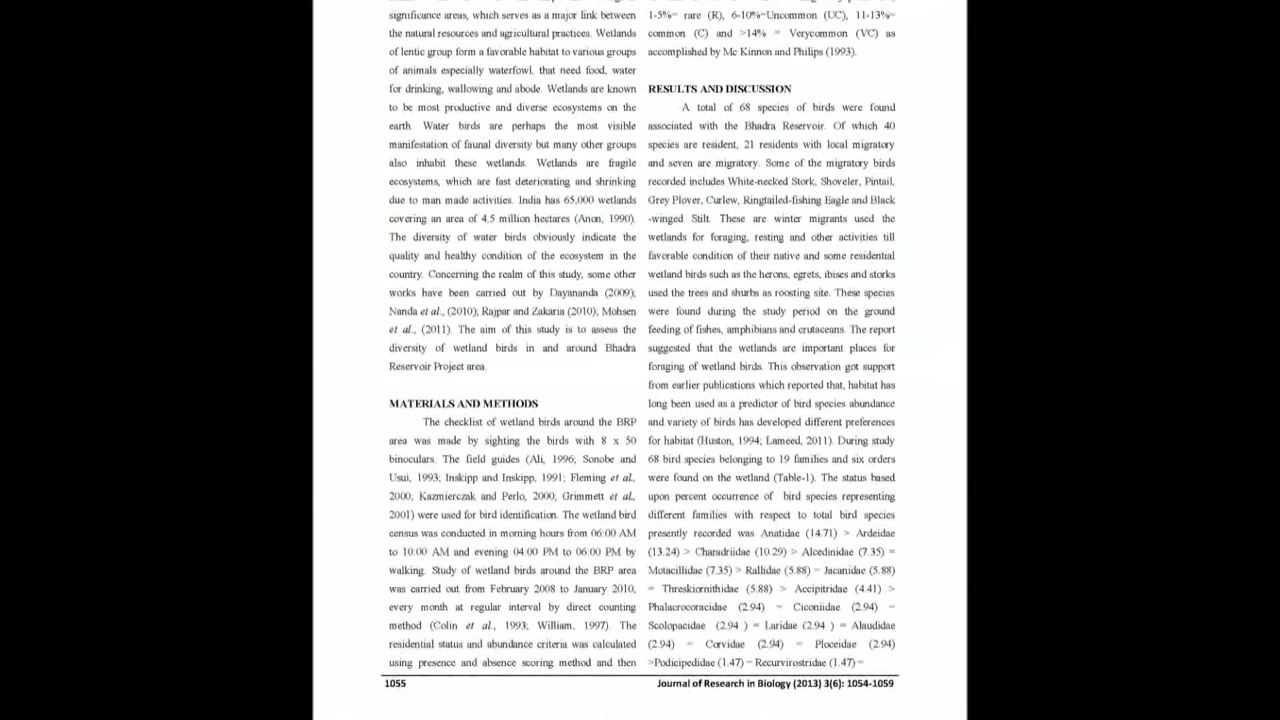 significance areas, which serves as a major link between
the natural resources and agricultural practices. Wetlands
of lentic group form a favorable habitat to various groups
of animals especially waterfowl, that need food, water
for drinking, wallowing and abode. Wetlands are known
to be most productive and diverse ecosystems on the
earth. Water birds are perhaps the most visible
manifestation of faunal diversity but many other groups
also inhabit these wetlands. Wetlands are fragile
ecosystems, which are fast deteriorating and shrinking
due to man made activities. India has 65,000 wetlands
covering an area of 4.5 million hectares (Anon, 1990).
The diversity of water birds obviously indicate the
quality and healthy condition of the ecosystem in the
country. Concerning the realm of this study, some other
works have been carried out by Dayananda (2009);
Nanda et al., (2010); Rajpar and Zakaria (2010); Mohsen
et al., (2011). The aim of this study is to assess the
diversity of wetland birds in and around Bhadra
Reservoir Project area.
MATERIALS AND METHODS
The checklist of wetland birds around the BRP
area was made by sighting the birds with 8 x 50
binoculars. The field guides (Ali, 1996; Sonobe and
Usui, 1993; Inskipp and Inskipp, 1991; Fleming et al.,
2000; Kazmierczak and Perlo, 2000; Grimmett et al.,
2001) were used for bird identification. The wetland bird
census was conducted in morning hours from 06:00 AM
to 10:00 AM and evening 04:00 PM to 06:00 PM by
walking. Study of wetland birds around the BRP area
was carried out from February 2008 to January 2010,
every month at regular interval by direct counting
method (Colin et al., 1993; William, 1997). The
residential status and abundance criteria was calculated
using presence and absence scoring method and then
1-5%= rare (R), 6-10%=Uncommon (UC), 11-13%=
common (C) and >14% = Verycommon (VC) as
accomplished by Mc Kinnon and Philips (1993).
RESULTS AND DISCUSSION
A total of 68 species of birds were found
associated with the Bhadra Reservoir. Of which 40
species are resident, 21 residents with local migratory
and seven are migratory. Some of the migratory birds
recorded includes White-necked Stork, Shoveler, Pintail,
Grey Plover, Curlew, Ringtailed-fishing Eagle and Black
-winged Stilt. These are winter migrants used the
wetlands for foraging, resting and other activities till
favorable condition of their native and some residential
wetland birds such as the herons, egrets, ibises and storks
used the trees and shurbs as roosting site. These species
were found during the study period on the ground
feeding of fishes, amphibians and crutaceans. The report
suggested that the wetlands are important places for
foraging of wetland birds. This observation got support
from earlier publications which reported that, habitat has
long been used as a predictor of bird species abundance
and variety of birds has developed different preferences
for habitat (Huston, 1994; Lameed, 2011). During study
68 bird species belonging to 19 families and six orders
were found on the wetland (Table-1). The status based
upon percent occurrence of bird species representing
different families with respect to total bird species
presently recorded was Anatidae (14.71) > Ardeidae
(13.24) > Charadriidae (10.29) > Alcedinidae (7.35) =
Motacillidae (7.35) > Rallidae (5.88) = Jacanidae (5.88)
= Threskiornithidae (5.88) > Accipitridae (4.41) >
Phalacrocoracidae (2.94) = Ciconiidae (2.94) =
Scolopacidae (2.94 ) = Laridae (2.94 ) = Alaudidae
(2.94) = Corvidae (2.94) = Ploceidae (2.94)
>Podicipedidae (1.47) = Recurvirostridae (1.47) =
1055
Journal of Research in Biology (2013) 3(6): 1054-1059